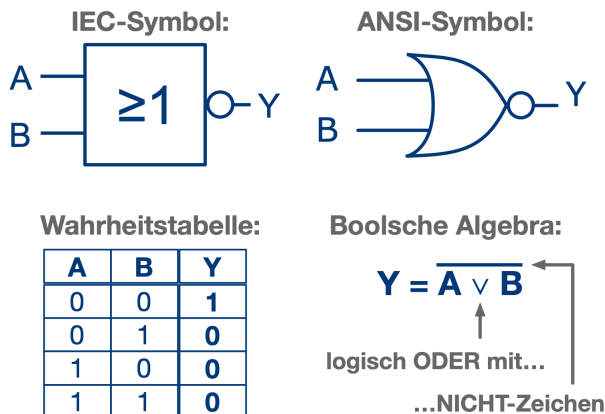 IEC-Symbol:
A
B
≥1
Y
ANSI-Symbol:
A
B
Y
Wahrheitstabelle:
A B Y
0 0 1
0 1 0
1 0 0
1 1 0
Boolsche Algebra:
Y = A ∨ B
logisch ODER mit...
...NICHT-Zeichen